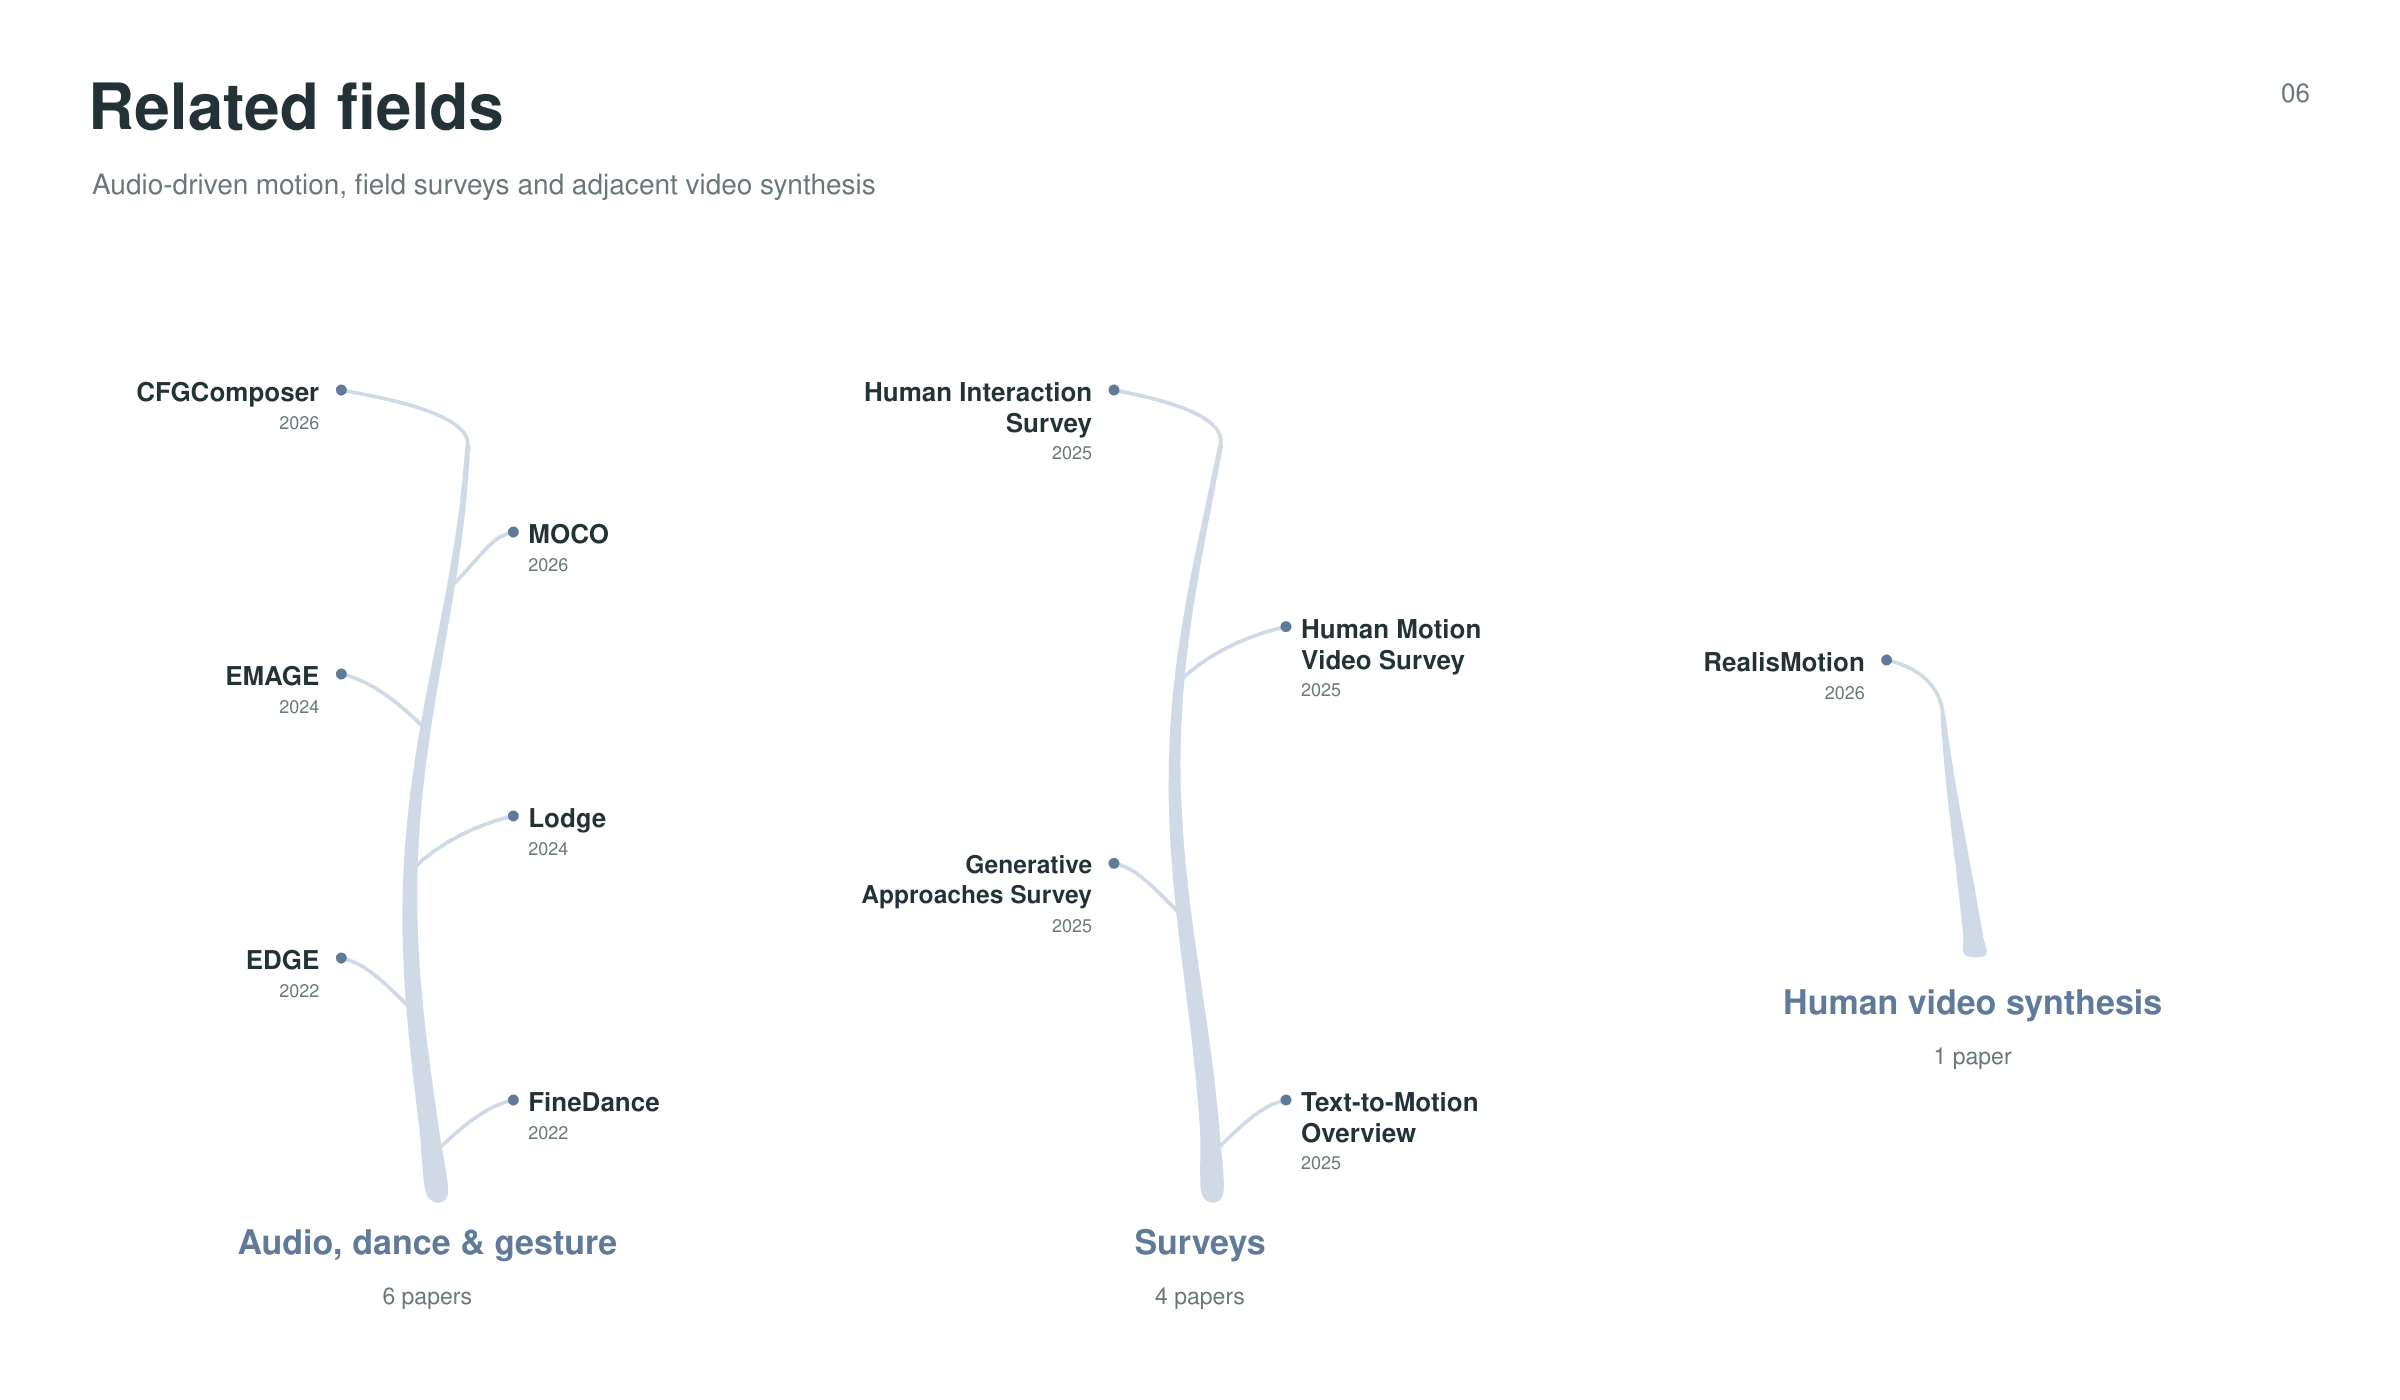 Related fields
06
Audio-driven motion, field surveys and adjacent video synthesis
CFGComposer
2026
MOCO
2026
EMAGE
2024
Lodge
2024
EDGE
2022
FineDance
2022
Audio, dance & gesture
6 papers
Human Interaction
Survey
2025
Human Motion
Video Survey
2025
Generative
Approaches Survey
2025
Text-to-Motion
Overview
2025
Surveys
4 papers
RealisMotion
2026
Human video synthesis
1 paper